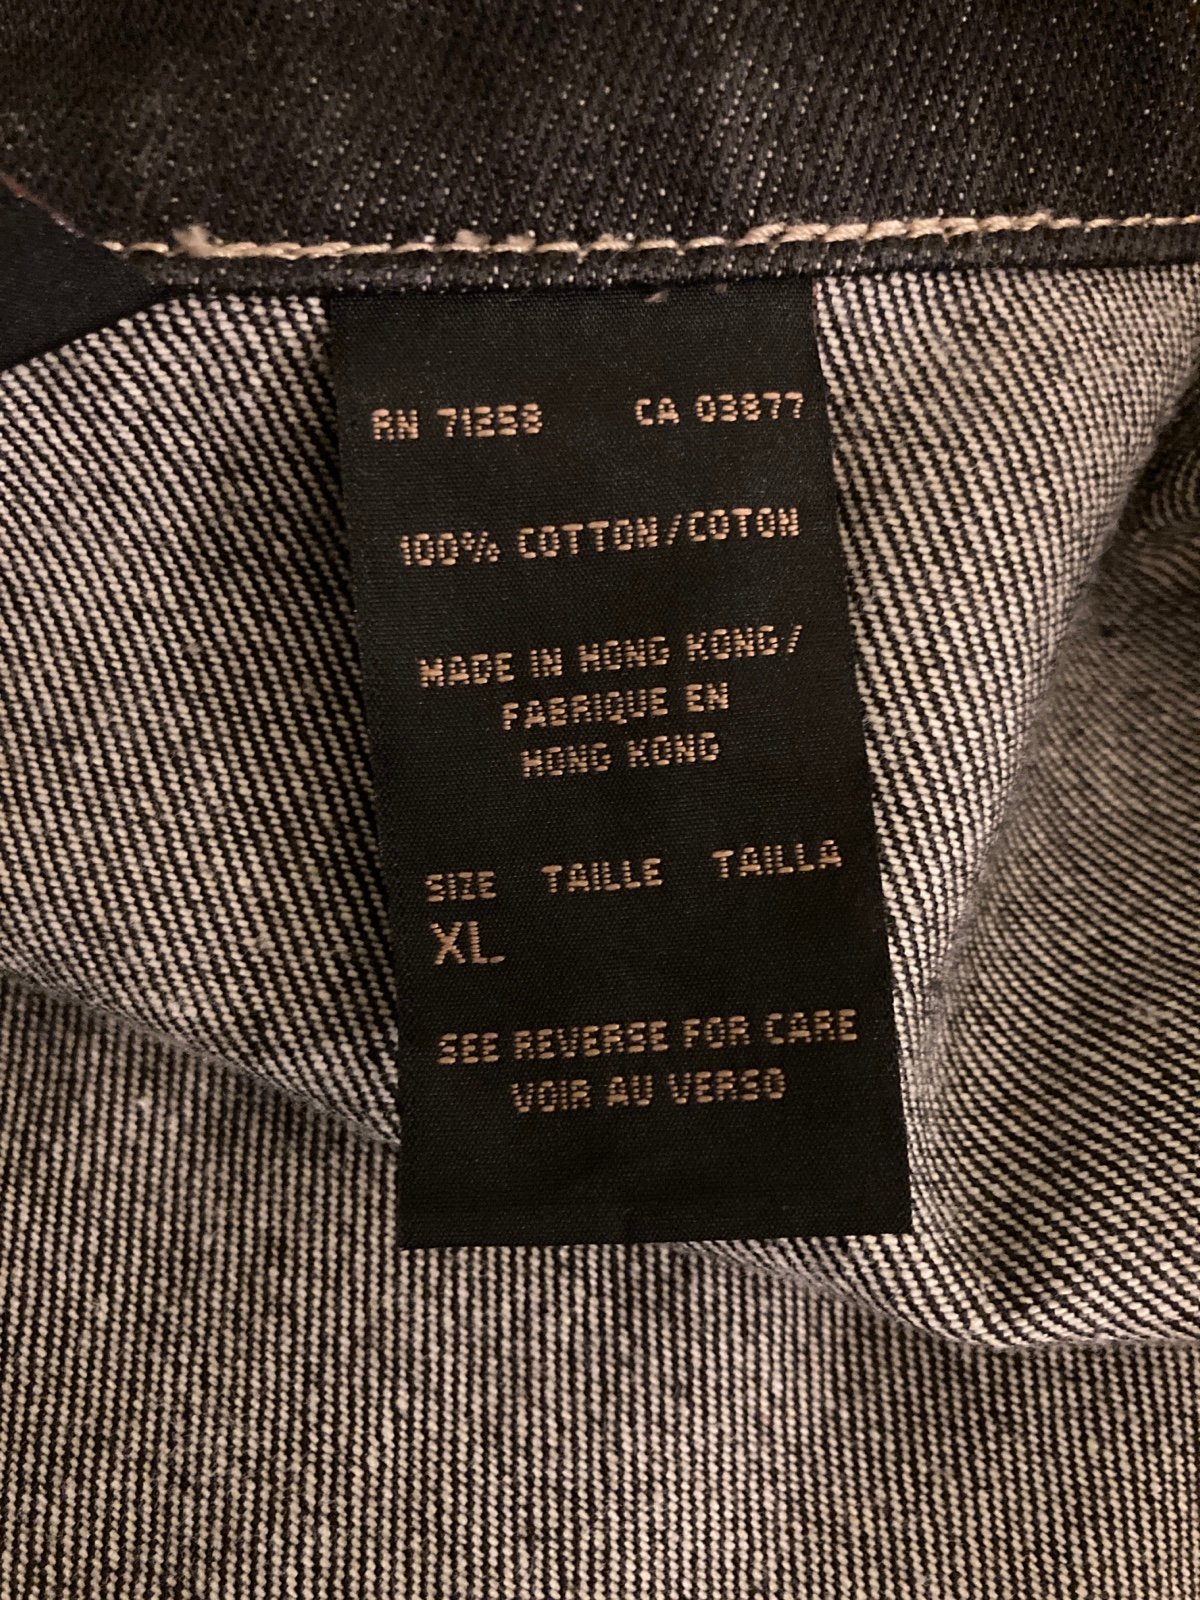 RN 71258 CA 03877
100% COTTON/COTON
MADE IN HONG KONG/
FABRIQUE EN
HONG KONG
SIZE TAILLE TAILLA
XL
SEE REVERSE FOR CARE
VOIR AU VERSO